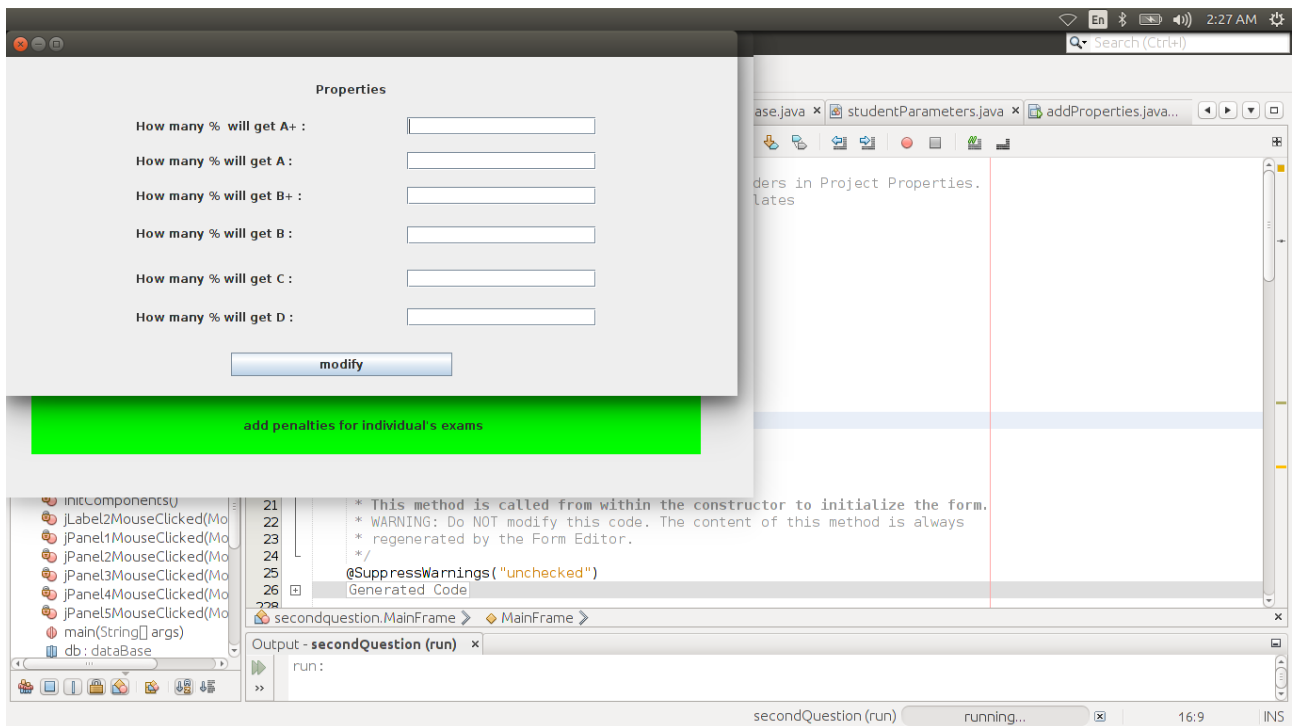 En 2:27 AM
Search (Ctrl+I)
Properties
How many %  will get A+ :
How many % will get A :
How many % will get B+ :
How many % will get B :
How many % will get C :
How many % will get D :
modify
add penalties for individual's exams
ase.java studentParameters.java addProperties.java...
ders in Project Properties.
lates
initComponents()
jLabel2MouseClicked(Mo
jPanel1MouseClicked(Mo
jPanel2MouseClicked(Mo
jPanel3MouseClicked(Mo
jPanel4MouseClicked(Mo
jPanel5MouseClicked(Mo
main(String[] args)
db : dataBase
21 * This method is called from within the constructor to initialize the form.
22 * WARNING: Do NOT modify this code. The content of this method is always
23 * regenerated by the Form Editor.
24 */
25 @SuppressWarnings("unchecked")
26 Generated Code
228
secondquestion.MainFrame MainFrame
Output - secondQuestion (run)
run:
secondQuestion (run) running... 16:9 INS